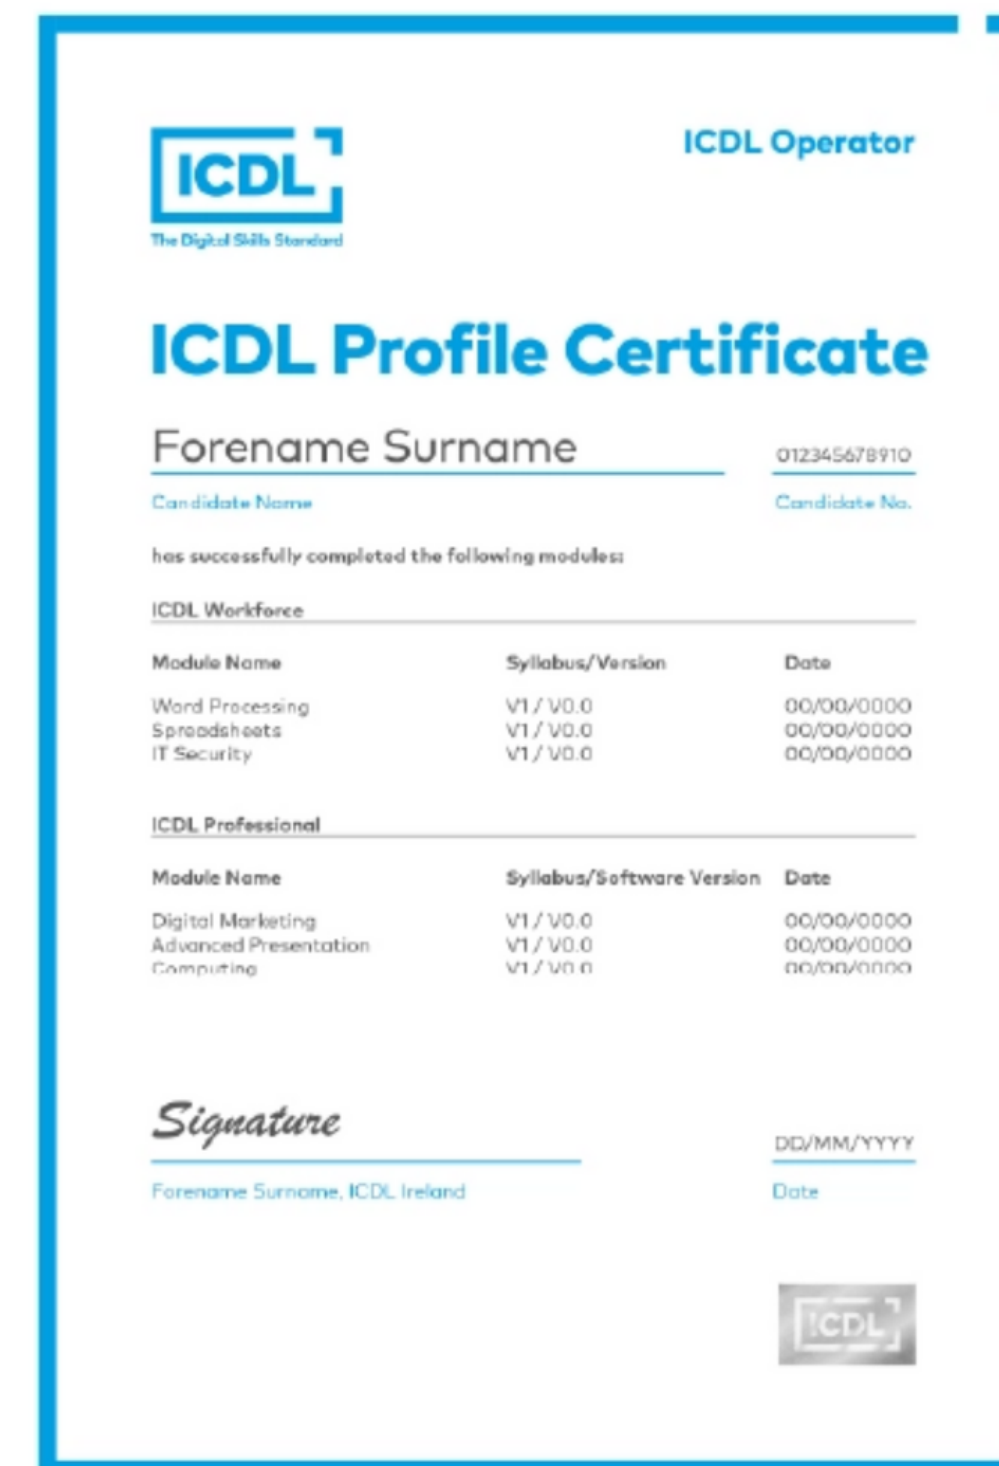 ICDL
The Digital Skills Standard
ICDL Operator
ICDL Profile Certificate
Forename Surname 012345678910
Candidate Name Candidate No.
has successfully completed the following modules:
ICDL Workforce
Module Name Syllabus/Version Date
Word Processing V1 / V0.0 00/00/0000
Spreadsheets V1 / V0.0 00/00/0000
IT Security V1 / V0.0 00/00/0000
ICDL Professional
Module Name Syllabus/Software Version Date
Digital Marketing V1 / V0.0 00/00/0000
Advanced Presentation V1 / V0.0 00/00/0000
Computing V1 / V0.0 00/00/0000
Signature DD/MM/YYYY
Forename Surname, ICDL Ireland Date
ICDL